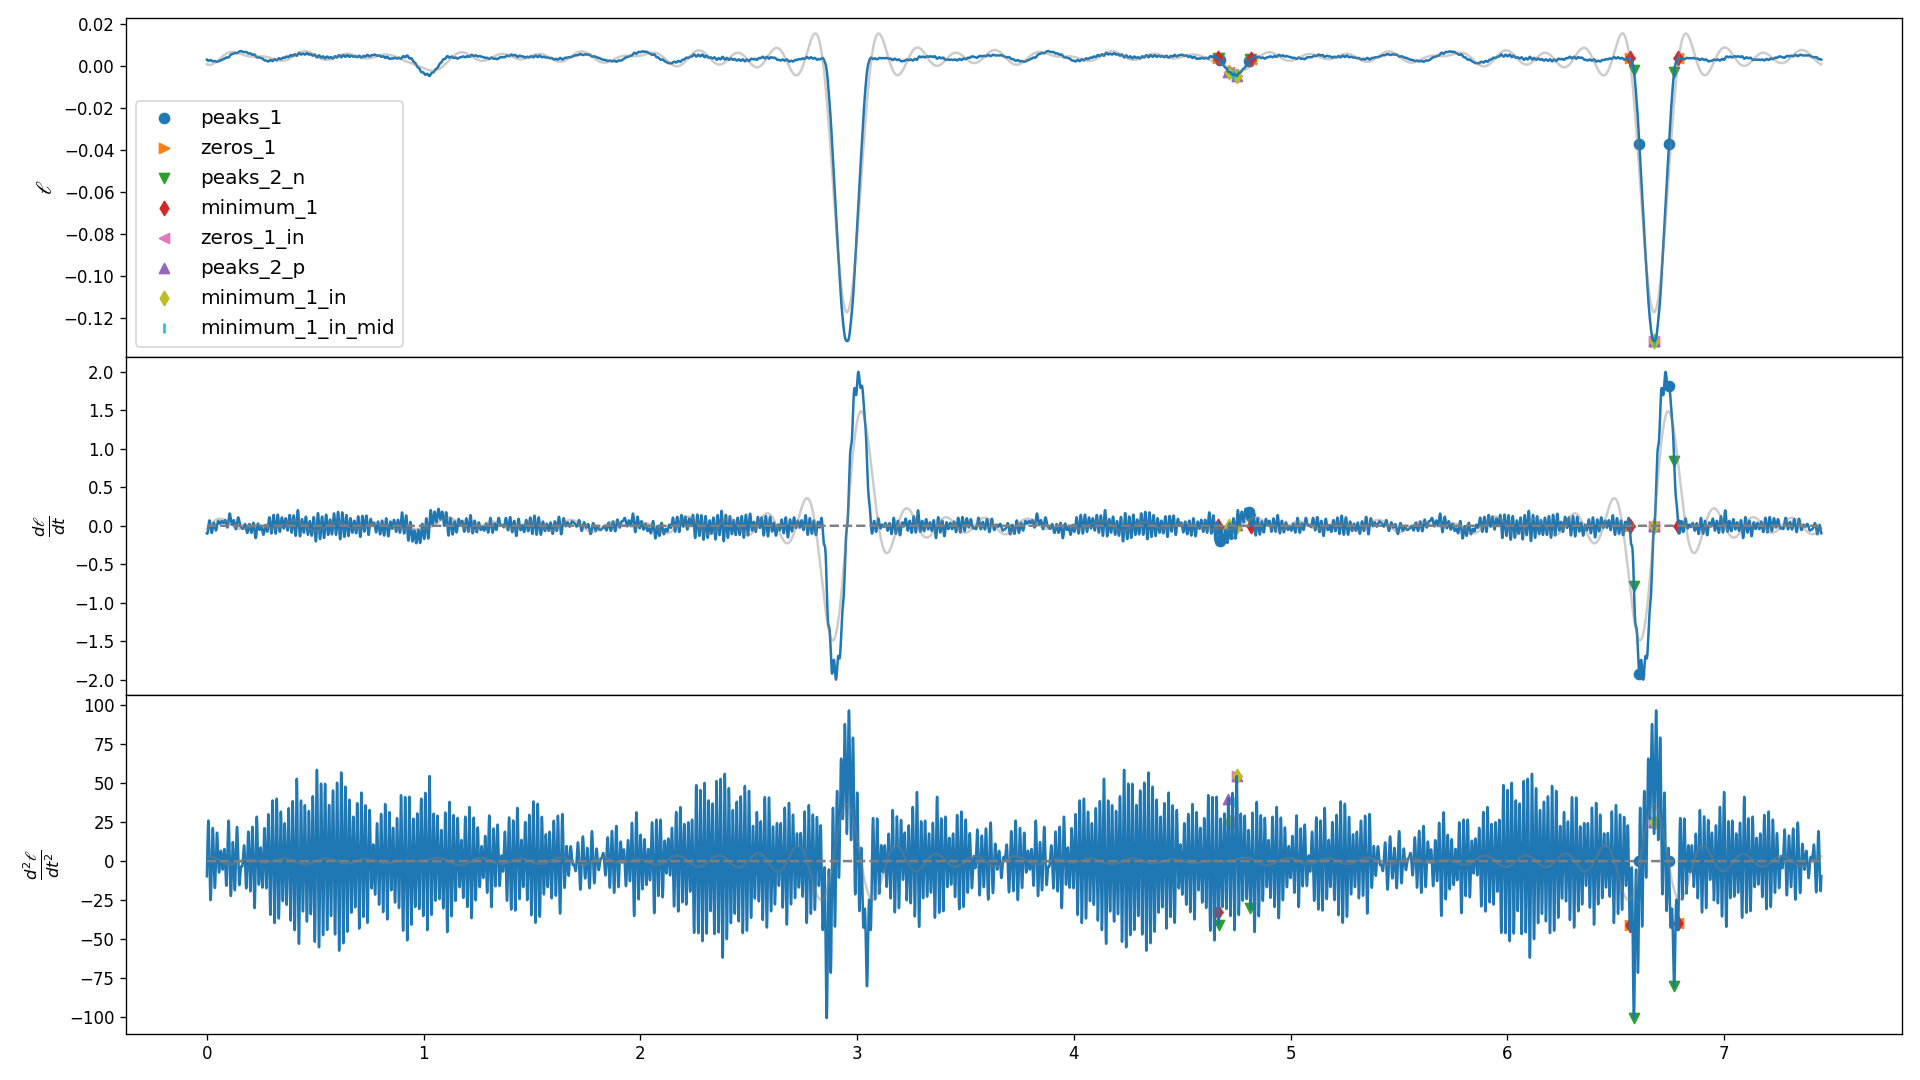 0.02
0.00
−0.02
−0.04
−0.06
−0.08
−0.10
−0.12
ℓ
peaks_1
zeros_1
peaks_2_n
minimum_1
zeros_1_in
peaks_2_p
minimum_1_in
minimum_1_in_mid
2.0
1.5
1.0
0.5
0.0
−0.5
−1.0
−1.5
−2.0
dℓ
dt
100
75
50
25
0
−25
−50
−75
−100
d²ℓ
dt²
0 1 2 3 4 5 6 7